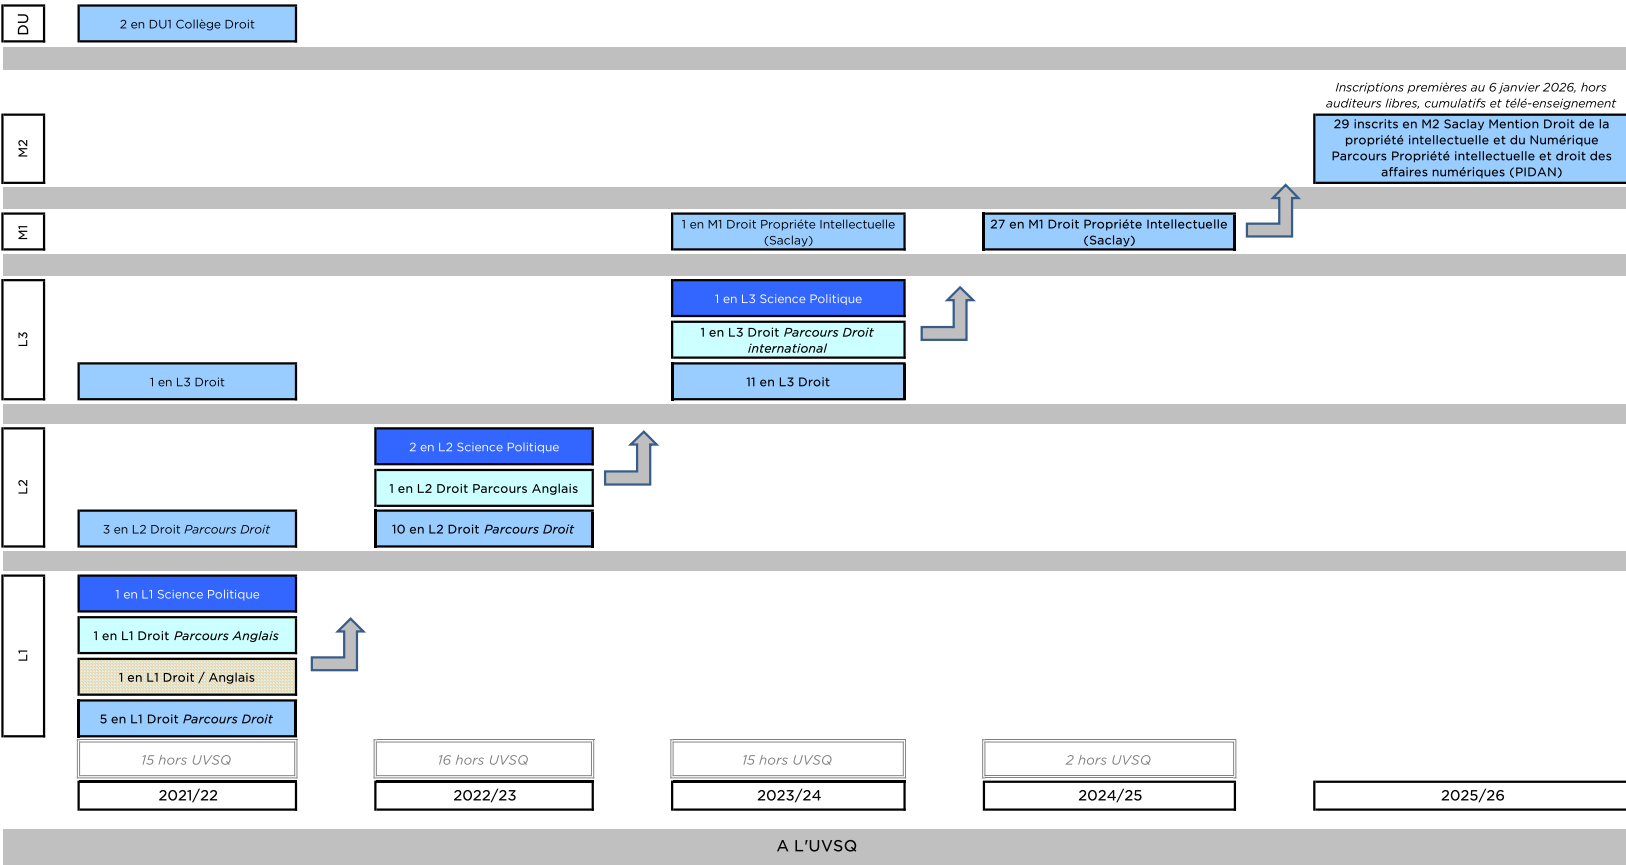 DU
2 en DU1 Collège Droit
Inscriptions premières au 6 janvier 2026, hors
auditeurs libres, cumulatifs et télé-enseignement
M2
29 inscrits en M2 Saclay Mention Droit de la
propriété intellectuelle et du Numérique
Parcours Propriété intellectuelle et droit des
affaires numériques (PIDAN)
M1
1 en M1 Droit Propriéte Intellectuelle
(Saclay)
27 en M1 Droit Propriéte Intellectuelle
(Saclay)
L3
1 en L3 Science Politique
1 en L3 Droit Parcours Droit
international
1 en L3 Droit
11 en L3 Droit
L2
2 en L2 Science Politique
1 en L2 Droit Parcours Anglais
3 en L2 Droit Parcours Droit
10 en L2 Droit Parcours Droit
L1
1 en L1 Science Politique
1 en L1 Droit Parcours Anglais
1 en L1 Droit / Anglais
5 en L1 Droit Parcours Droit
15 hors UVSQ
16 hors UVSQ
15 hors UVSQ
2 hors UVSQ
2021/22
2022/23
2023/24
2024/25
2025/26
A L'UVSQ